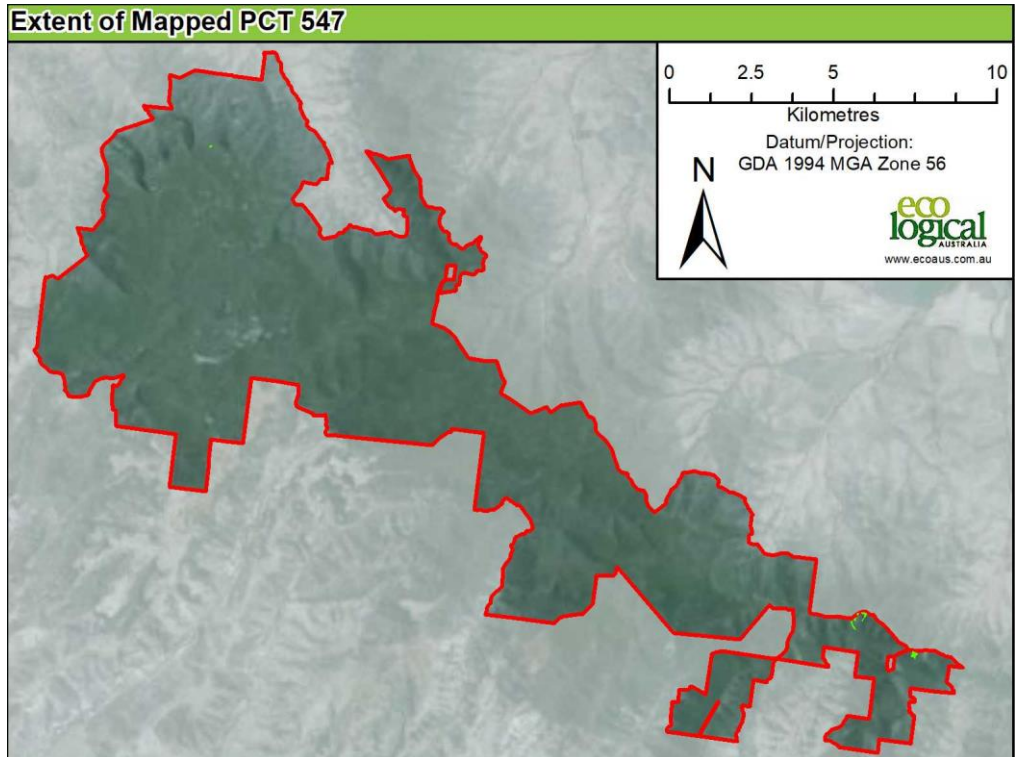 Extent of Mapped PCT 547
0 2.5 5 10
Kilometres
Datum/Projection:
GDA 1994 MGA Zone 56
N
eco
logical
AUSTRALIA
www.ecoaus.com.au